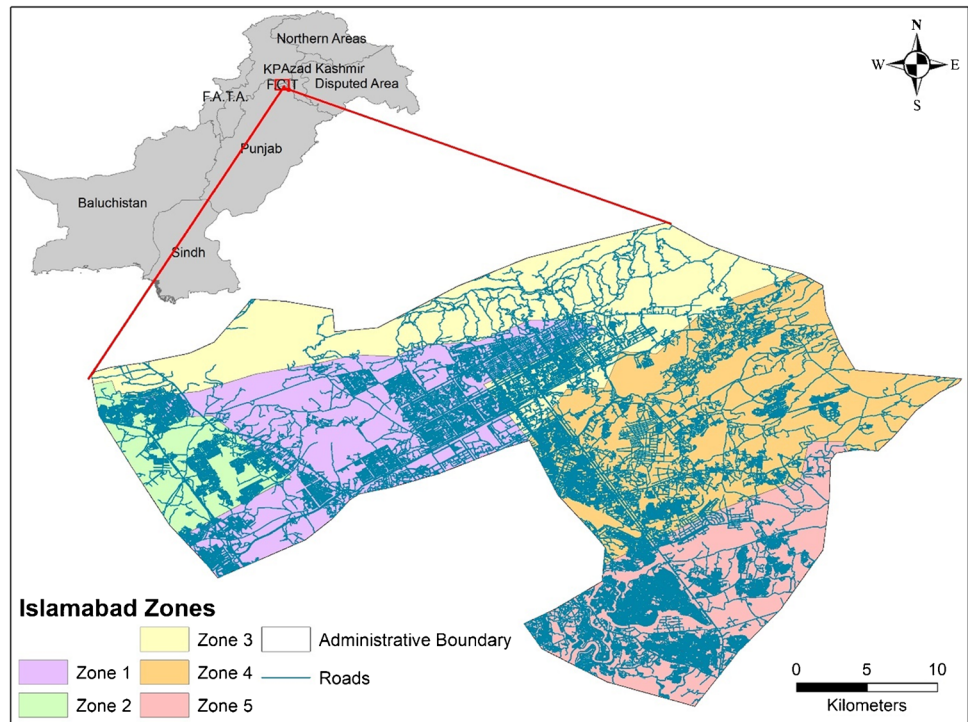 Northern Areas
KP Azad Kashmir
FCIT Disputed Area
F.A.T.A.
Punjab
Baluchistan
Sindh
N
W E
S
Islamabad Zones
Zone 3 Administrative Boundary
Zone 1 Zone 4 Roads
Zone 2 Zone 5
0 5 10
Kilometers